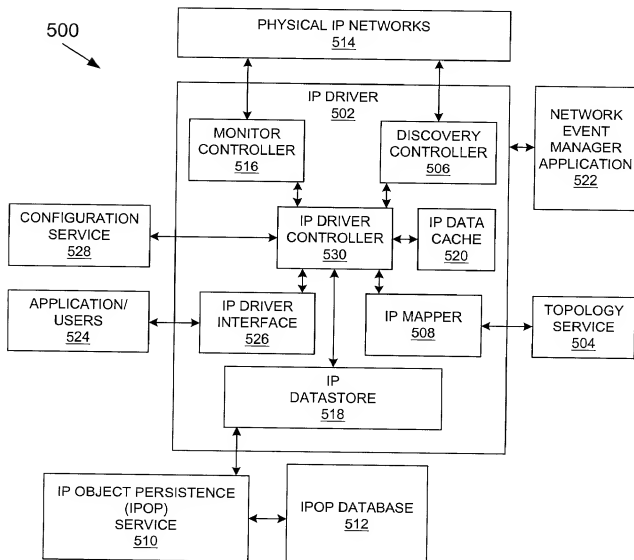 500
PHYSICAL IP NETWORKS
514
IP DRIVER
502
MONITOR
CONTROLLER
516
DISCOVERY
CONTROLLER
506
NETWORK
EVENT
MANAGER
APPLICATION
522
CONFIGURATION
SERVICE
528
IP DRIVER
CONTROLLER
530
IP DATA
CACHE
520
APPLICATION/
USERS
524
IP DRIVER
INTERFACE
526
IP MAPPER
508
TOPOLOGY
SERVICE
504
IP
DATASTORE
518
IP OBJECT PERSISTENCE
(IPOP)
SERVICE
510
IPOP DATABASE
512